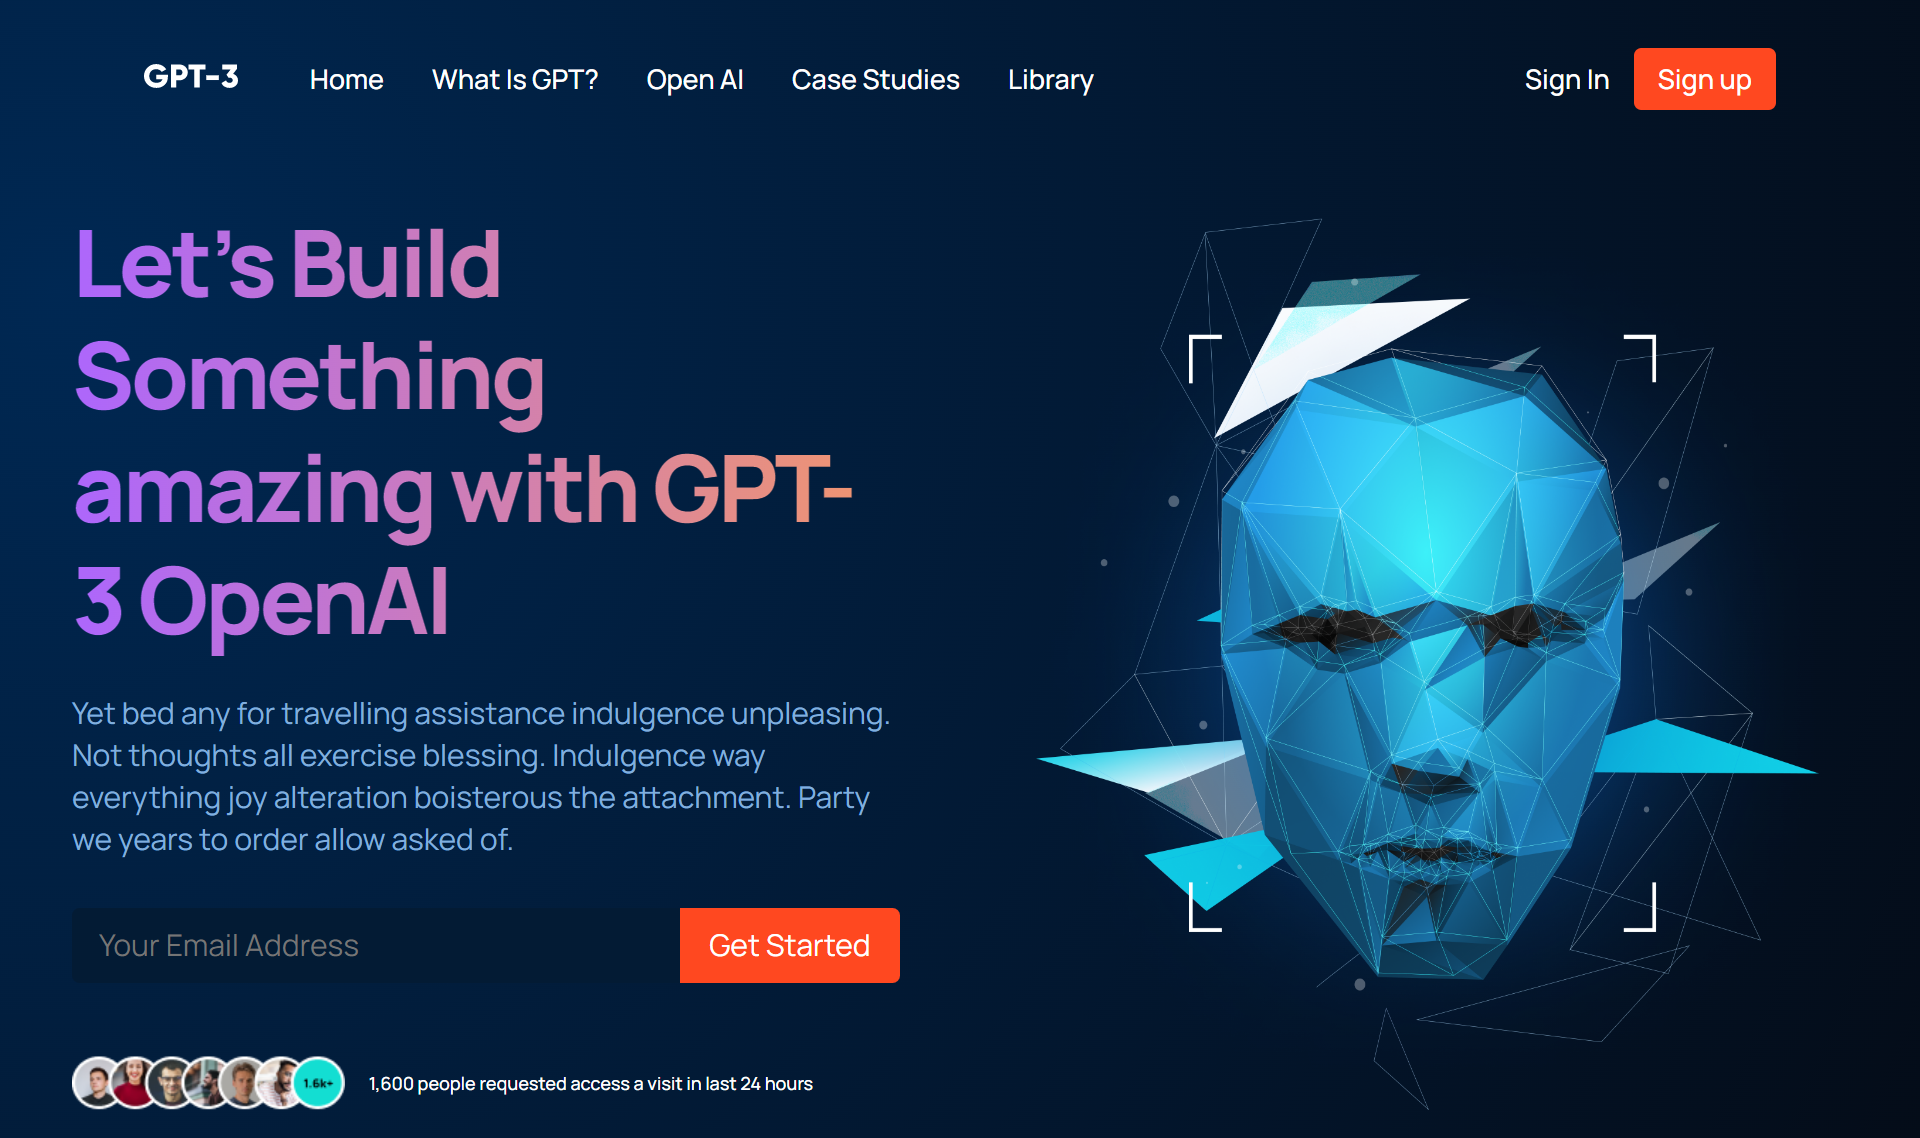 GPT-3
Home
What Is GPT?
Open AI
Case Studies
Library
Sign In
Sign up
Let’s Build
Something
amazing with GPT-
3 OpenAI
Yet bed any for travelling assistance indulgence unpleasing.
Not thoughts all exercise blessing. Indulgence way
everything joy alteration boisterous the attachment. Party
we years to order allow asked of.
Your Email Address
Get Started
1.6k+
1,600 people requested access a visit in last 24 hours